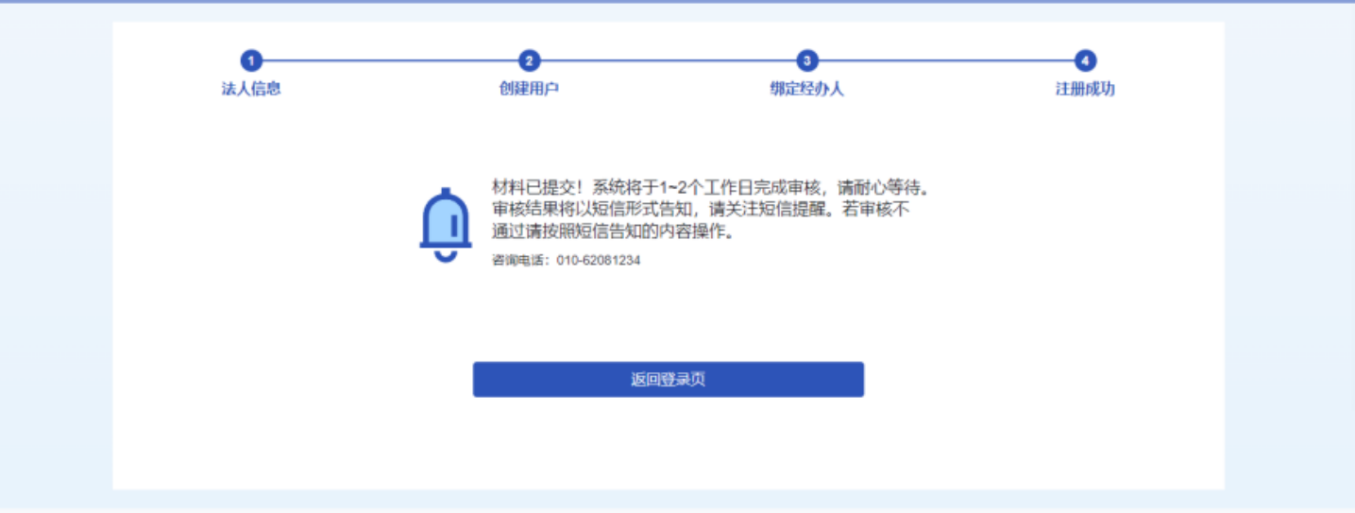 1
2
3
4
法人信息
创建用户
绑定经办人
注册成功
材料已提交！系统将于1~2个工作日完成审核，请耐心等待。
审核结果将以短信形式告知，请关注短信提醒。若审核不
通过请按照短信告知的内容操作。
咨询电话：010-62081234
返回登录页